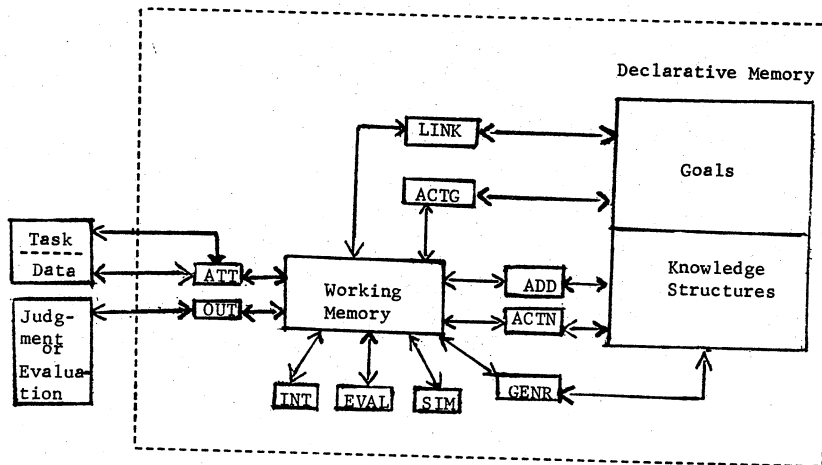 Declarative Memory
LINK
Goals
ACTG
Task
Data
ATT
Working
Memory
ADD
Knowledge
Structures
OUT
ACTN
Judg-
ment
or
Evalua-
tion
INT
EVAL
SIM
GENR